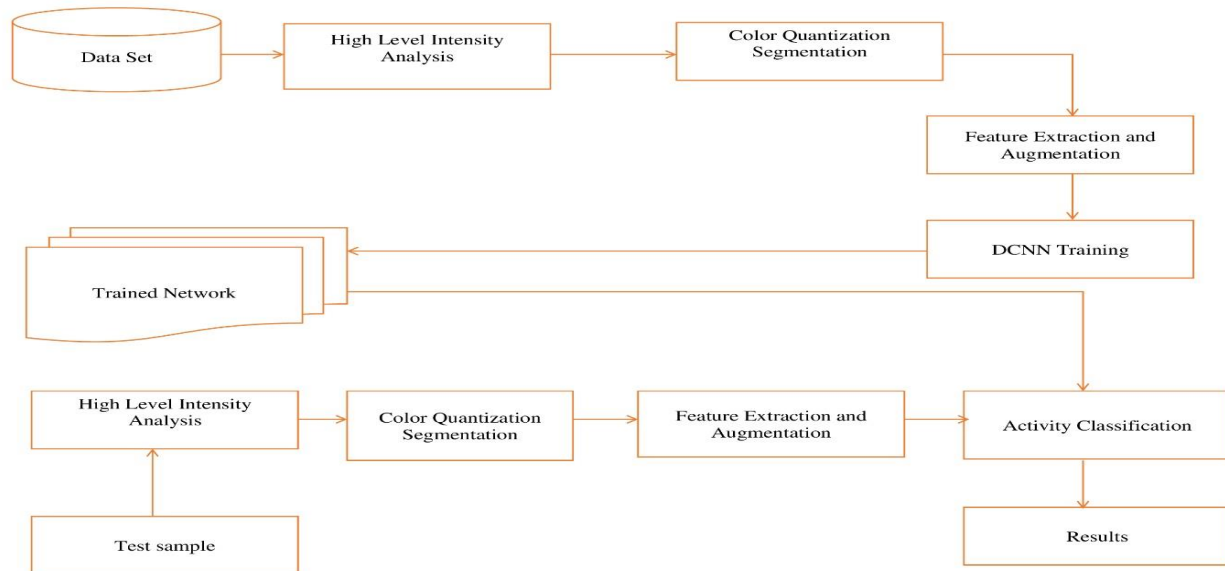 Data Set
High Level Intensity
Analysis
Color Quantization
Segmentation
Feature Extraction and
Augmentation
DCNN Training
Trained Network
High Level Intensity
Analysis
Color Quantization
Segmentation
Feature Extraction and
Augmentation
Activity Classification
Test sample
Results